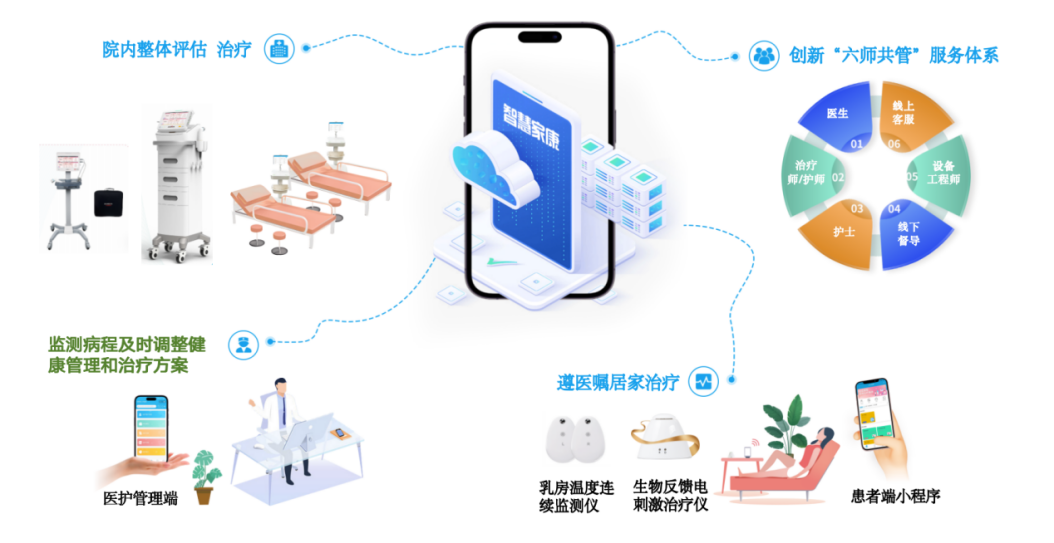 院内整体评估 治疗
创新“六师共管”服务体系
智慧家康
医生
01
线上
客服
06
治疗
师/护师
02
设备
工程师
05
护士
03
线下
督导
04
监测病程及时调整健
康管理和治疗方案
医护管理端
遵医嘱居家治疗
乳房温度连
续监测仪
生物反馈电
刺激治疗仪
患者端小程序